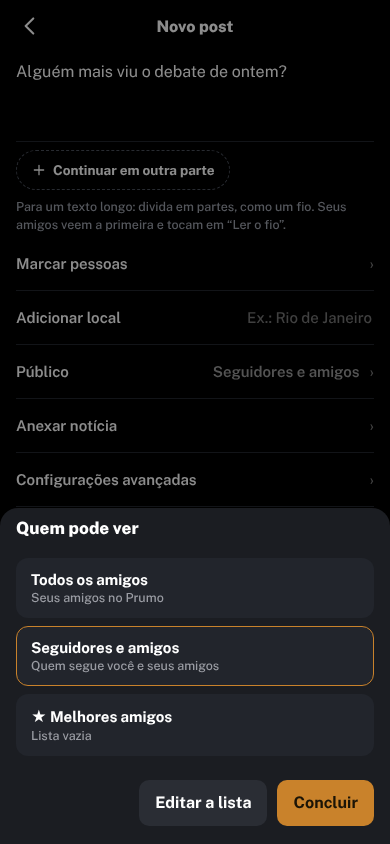 Novo post
Alguém mais viu o debate de ontem?
+ Continuar em outra parte
Para um texto longo: divida em partes, como um fio. Seus
amigos veem a primeira e tocam em “Ler o fio”.
Marcar pessoas ›
Adicionar local Ex.: Rio de Janeiro
Público Seguidores e amigos ›
Anexar notícia ›
Configurações avançadas ›
Quem pode ver
Todos os amigos
Seus amigos no Prumo
Seguidores e amigos
Quem segue você e seus amigos
★ Melhores amigos
Lista vazia
Editar a lista Concluir